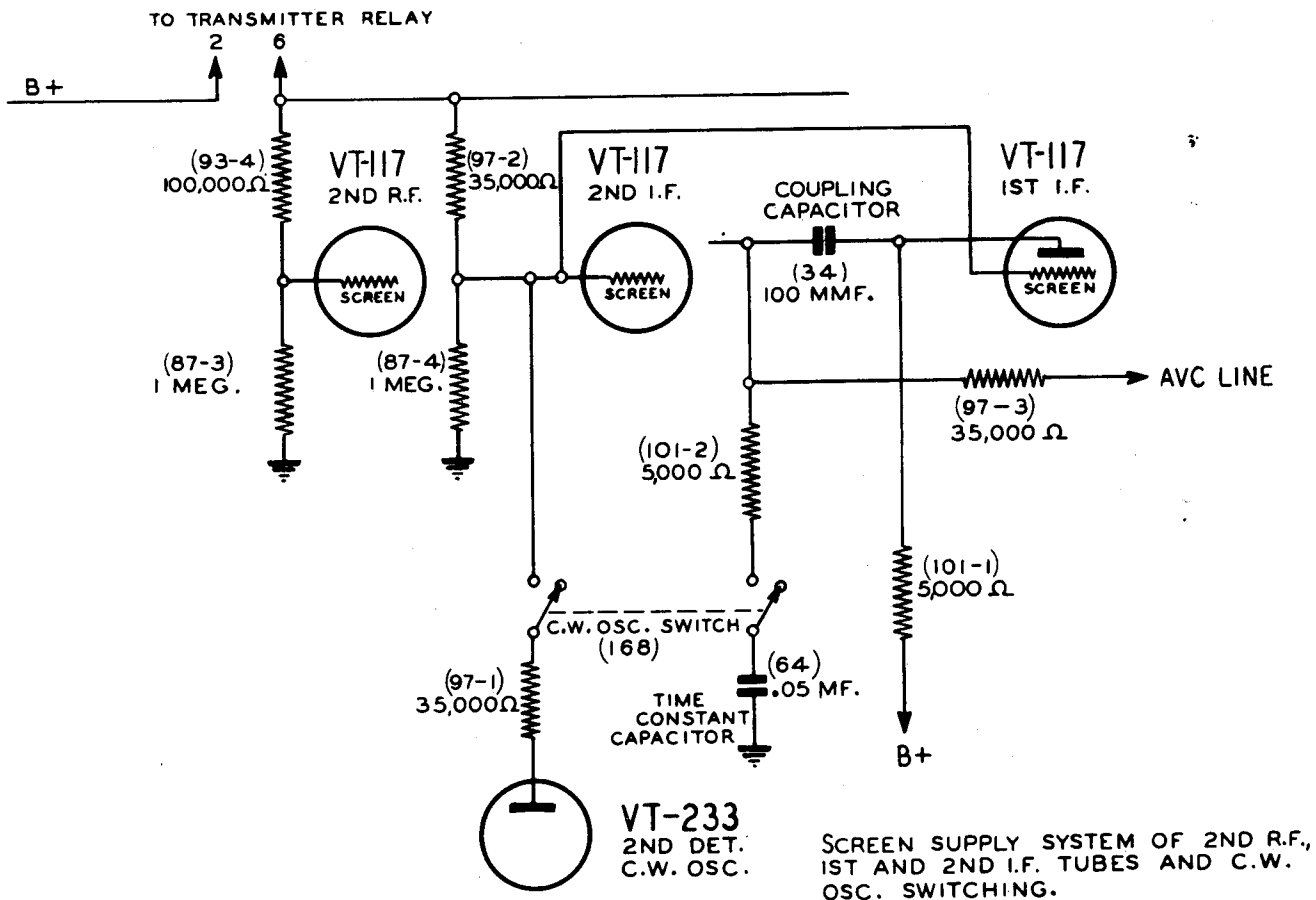 TO TRANSMITTER RELAY
2 6
B+
(93-4)
100,000Ω
VT-117
2ND R.F.
SCREEN
(97-2)
35,000Ω
VT-117
2ND I.F.
SCREEN
COUPLING
CAPACITOR
(34)
100 MMF.
VT-117
1ST I.F.
SCREEN
(87-3)
1 MEG.
(87-4)
1 MEG.
AVC LINE
(97-3)
35,000 Ω
(101-2)
5,000 Ω
(101-1)
5,000 Ω
C.W. OSC. SWITCH
(168)
(97-1)
35,000Ω
(64)
.05 MF.
TIME
CONSTANT
CAPACITOR
B+
VT-233
2ND DET.
C.W. OSC.
SCREEN SUPPLY SYSTEM OF 2ND R.F.,
1ST AND 2ND I.F. TUBES AND C.W.
OSC. SWITCHING.